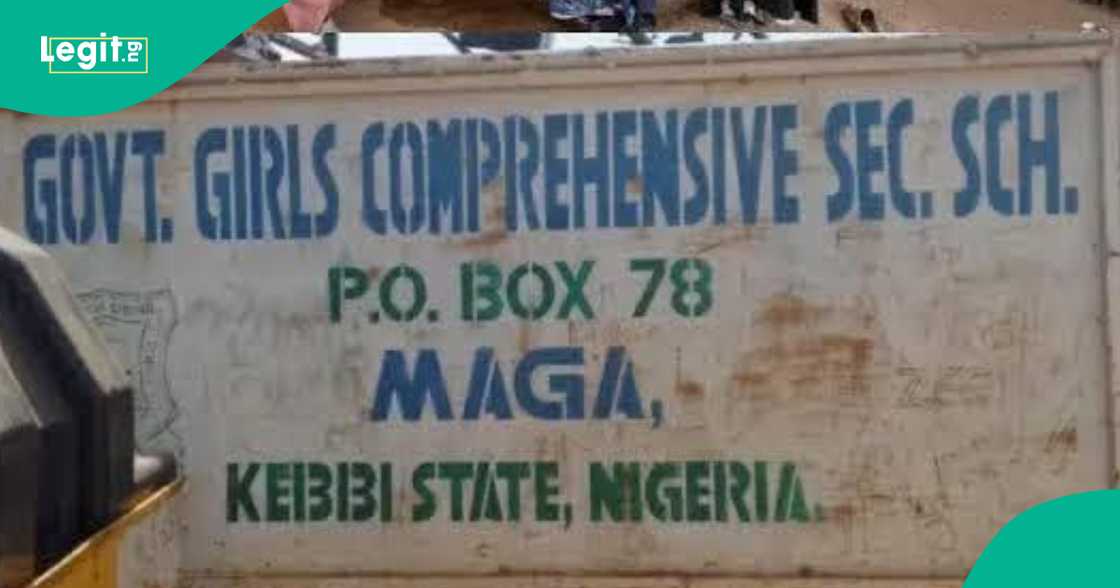 Legit.ng
GOVT. GIRLS COMPREHENSIVE SEC. SCH.
P.O. BOX 78
MAGA,
KEBBI STATE, NIGERIA.